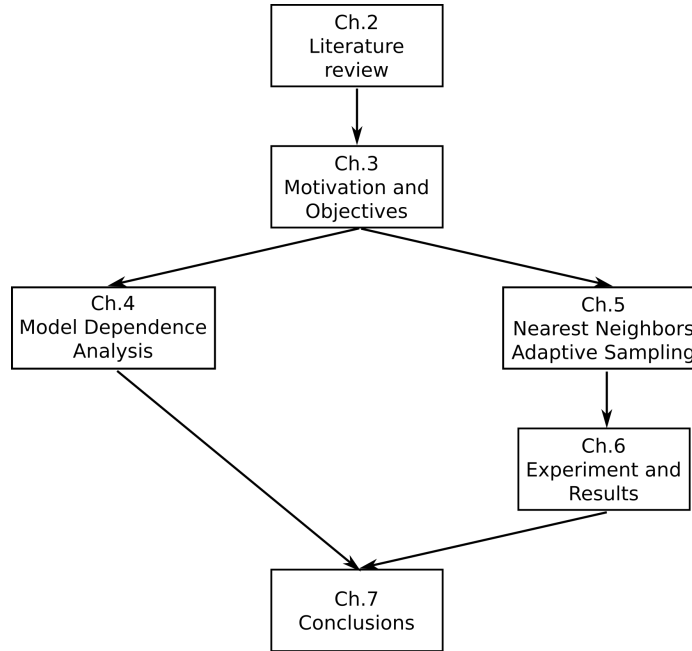 Ch.2
Literature
review
Ch.3
Motivation and
Objectives
Ch.4
Model Dependence
Analysis
Ch.5
Nearest Neighbors
Adaptive Sampling
Ch.6
Experiment and
Results
Ch.7
Conclusions